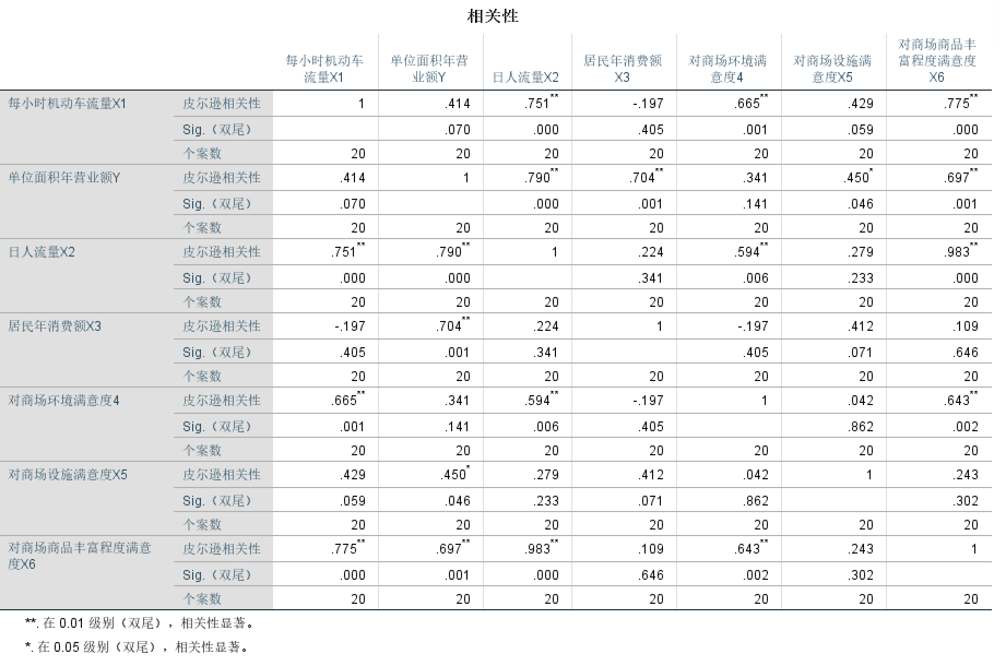 相关性
每小时机动车流量X1 单位面积年营业额Y 日人流量X2 居民年消费额X3 对商场环境满意度4 对商场设施满意度X5 对商场商品丰富程度满意度X6
每小时机动车流量X1 皮尔逊相关性 1 .414 .751** -.197 .665** .429 .775**
Sig.（双尾） .070 .000 .405 .001 .059 .000
个案数 20 20 20 20 20 20 20
单位面积年营业额Y 皮尔逊相关性 .414 1 .790** .704** .341 .450* .697**
Sig.（双尾） .070 .000 .001 .141 .046 .001
个案数 20 20 20 20 20 20 20
日人流量X2 皮尔逊相关性 .751** .790** 1 .224 .594** .279 .983**
Sig.（双尾） .000 .000 .341 .006 .233 .000
个案数 20 20 20 20 20 20 20
居民年消费额X3 皮尔逊相关性 -.197 .704** .224 1 -.197 .412 .109
Sig.（双尾） .405 .001 .341 .405 .071 .646
个案数 20 20 20 20 20 20 20
对商场环境满意度4 皮尔逊相关性 .665** .341 .594** -.197 1 .042 .643**
Sig.（双尾） .001 .141 .006 .405 .862 .002
个案数 20 20 20 20 20 20 20
对商场设施满意度X5 皮尔逊相关性 .429 .450* .279 .412 .042 1 .243
Sig.（双尾） .059 .046 .233 .071 .862 .302
个案数 20 20 20 20 20 20 20
对商场商品丰富程度满意度X6 皮尔逊相关性 .775** .697** .983** .109 .643** .243 1
Sig.（双尾） .000 .001 .000 .646 .002 .302
个案数 20 20 20 20 20 20 20
**. 在 0.01 级别（双尾），相关性显著。
*. 在 0.05 级别（双尾），相关性显著。